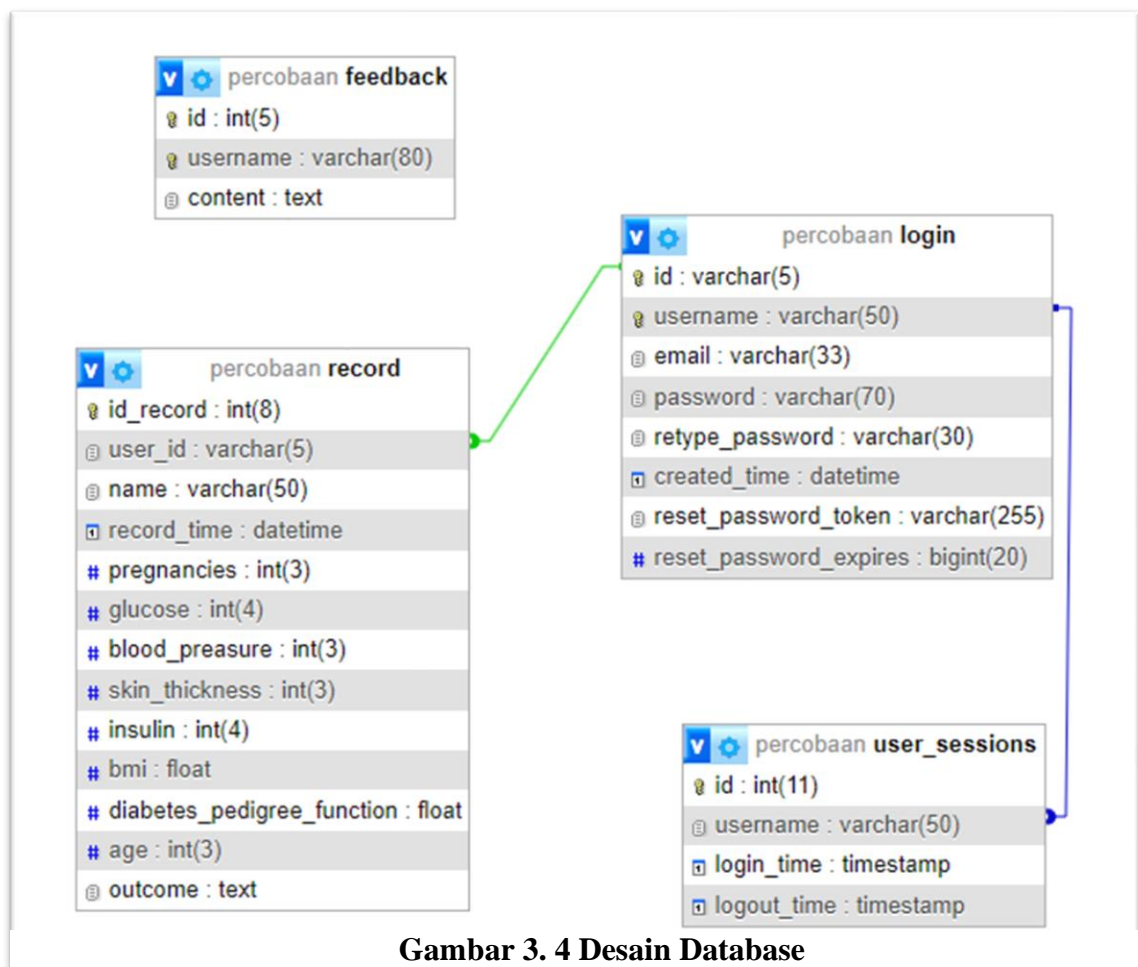 percobaan feedback
id : int(5)
username : varchar(80)
content : text
percobaan login
id : varchar(5)
username : varchar(50)
email : varchar(33)
password : varchar(70)
retype_password : varchar(30)
created_time : datetime
reset_password_token : varchar(255)
# reset_password_expires : bigint(20)
percobaan record
id_record : int(8)
user_id : varchar(5)
name : varchar(50)
record_time : datetime
# pregnancies : int(3)
# glucose : int(4)
# blood_preasure : int(3)
# skin_thickness : int(3)
# insulin : int(4)
# bmi : float
# diabetes_pedigree_function : float
# age : int(3)
outcome : text
percobaan user_sessions
id : int(11)
username : varchar(50)
login_time : timestamp
logout_time : timestamp
Gambar 3. 4 Desain Database